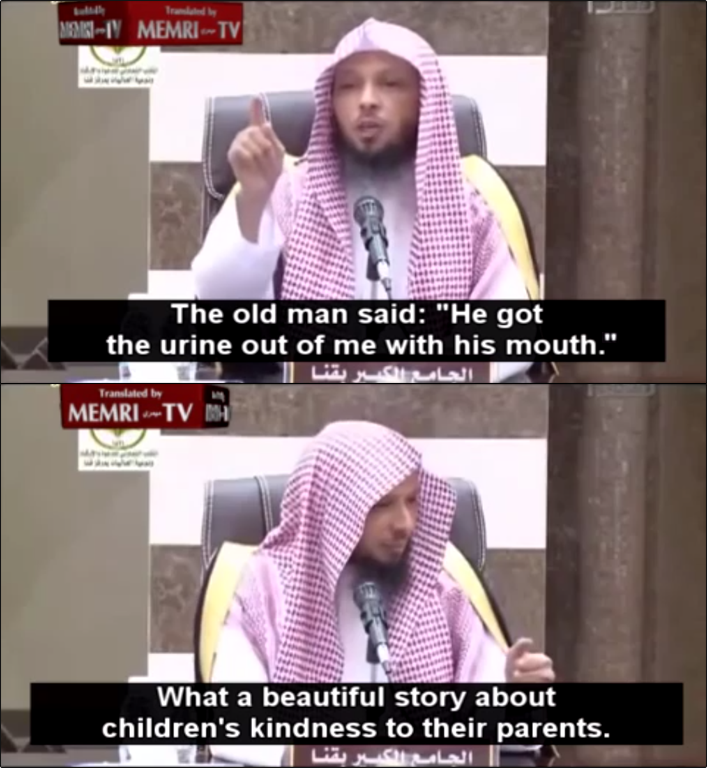 Translated by
MEMRI TV
The old man said: "He got
the urine out of me with his mouth."
الجامع الكبير بقنا
Translated by
MEMRI TV
What a beautiful story about
children's kindness to their parents.
الجامع الكبير بقنا